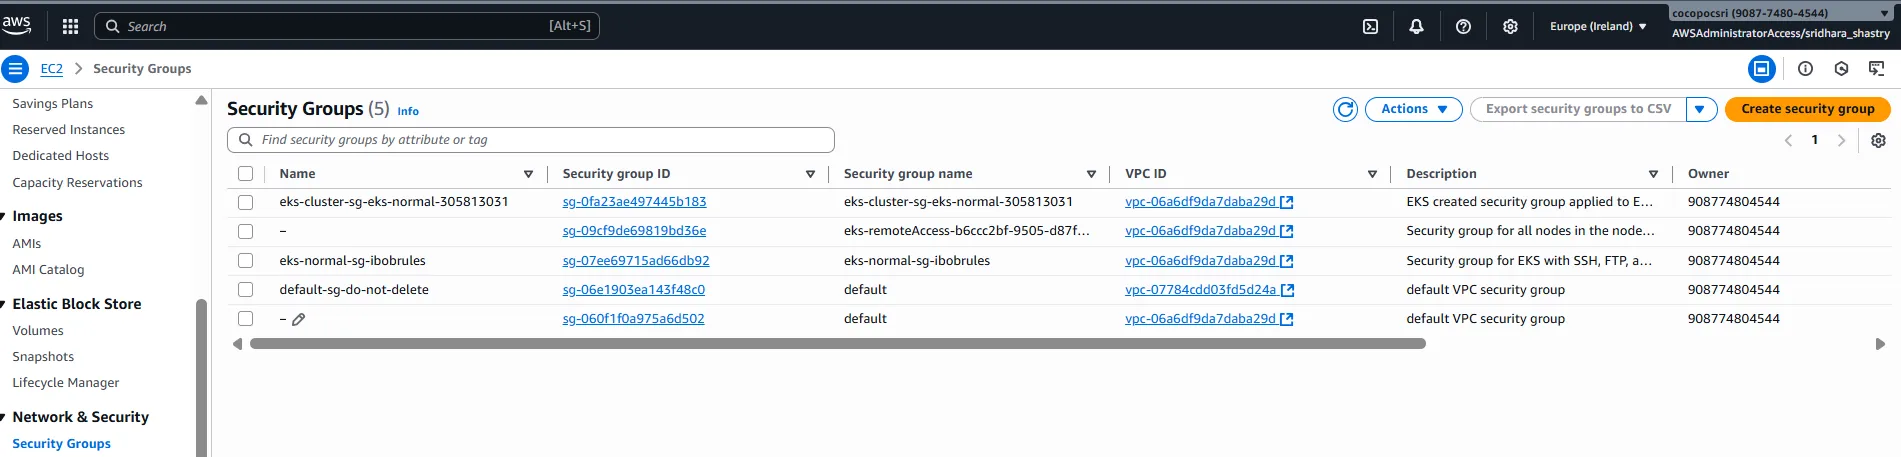 aws
Search [Alt+S]
Europe (Ireland)
cocopocsri (9087-7480-4544)
AWSAdministratorAccess/sridhara_shastry
EC2 > Security Groups
Savings Plans
Reserved Instances
Dedicated Hosts
Capacity Reservations
Images
AMIs
AMI Catalog
Elastic Block Store
Volumes
Snapshots
Lifecycle Manager
Network & Security
Security Groups
Security Groups (5) Info
Actions
Export security groups to CSV
Create security group
Find security groups by attribute or tag
1
Name Security group ID Security group name VPC ID Description Owner
eks-cluster-sg-eks-normal-305813031 sg-0fa23ae497445b183 eks-cluster-sg-eks-normal-305813031 vpc-06a6df9da7daba29d EKS created security group applied to E... 908774804544
– sg-09cf9de69819bd36e eks-remoteAccess-b6ccc2bf-9505-d87f... vpc-06a6df9da7daba29d Security group for all nodes in the node... 908774804544
eks-normal-sg-ibobrules sg-07ee69715ad66db92 eks-normal-sg-ibobrules vpc-06a6df9da7daba29d Security group for EKS with SSH, FTP, a... 908774804544
default-sg-do-not-delete sg-06e1903ea143f48c0 default vpc-07784cdd03fd5d24a default VPC security group 908774804544
– sg-060f1f0a975a6d502 default vpc-06a6df9da7daba29d default VPC security group 908774804544